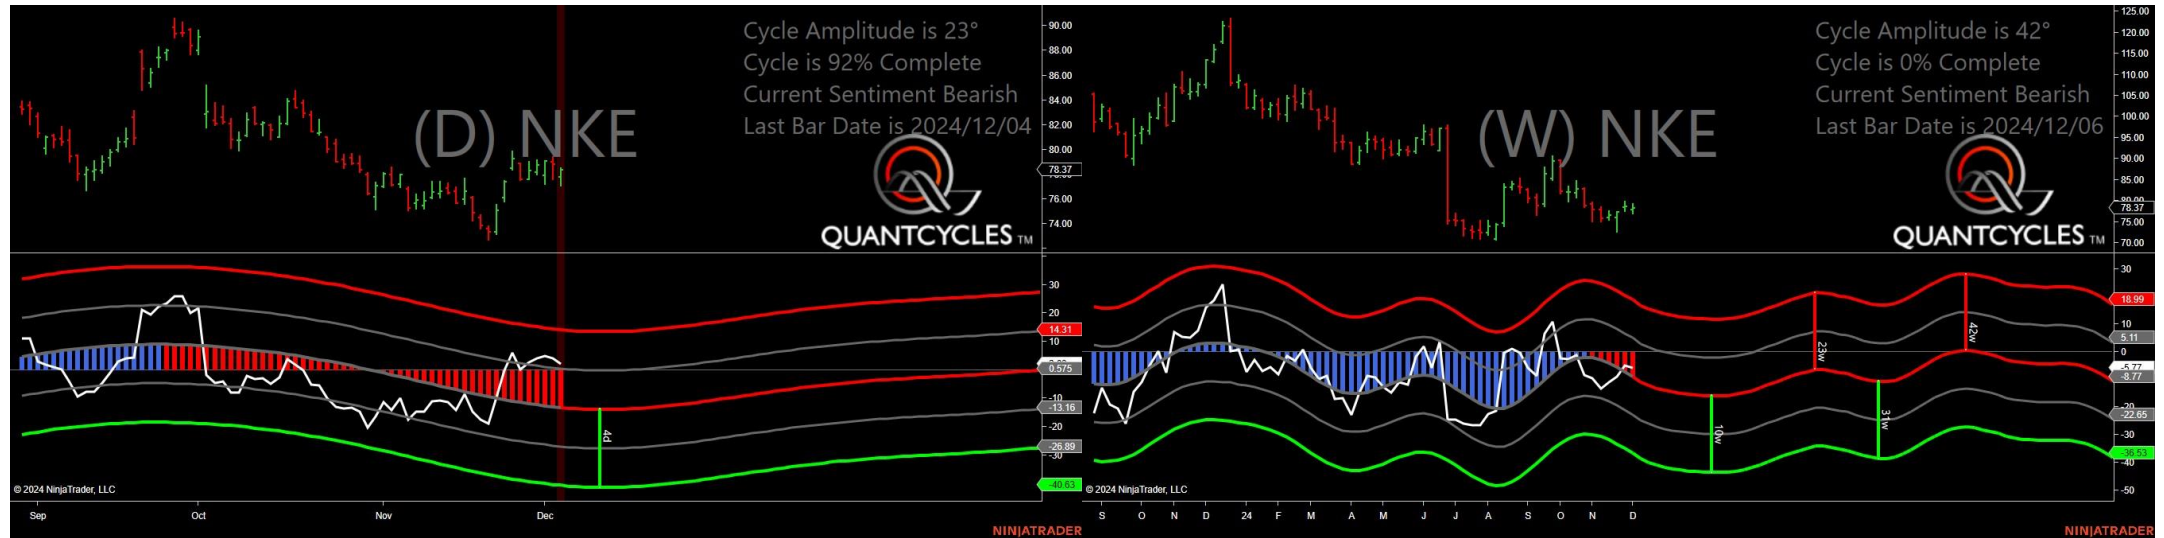 Cycle Amplitude is 23°
Cycle is 92% Complete
Current Sentiment Bearish
Last Bar Date is 2024/12/04
(D) NKE
QUANTCYCLES TM
90.00
88.00
86.00
84.00
82.00
80.00
78.37
76.00
74.00
30
20
14.31
10
0.575
-10
-13.16
-20
-26.89
-30
-40.63
4d
© 2024 NinjaTrader, LLC
Sep Oct Nov Dec
NINJATRADER
Cycle Amplitude is 42°
Cycle is 0% Complete
Current Sentiment Bearish
Last Bar Date is 2024/12/06
(W) NKE
QUANTCYCLES TM
125.00
120.00
115.00
110.00
105.00
100.00
95.00
90.00
85.00
80.00
78.37
75.00
70.00
30
18.99
10
5.11
0
-5.77
-8.77
-20
-22.65
-30
-36.53
-40
-50
23w
42w
10w
31w
© 2024 NinjaTrader, LLC
S O N D 24 F M A M J J A S O N D
NINJATRADER